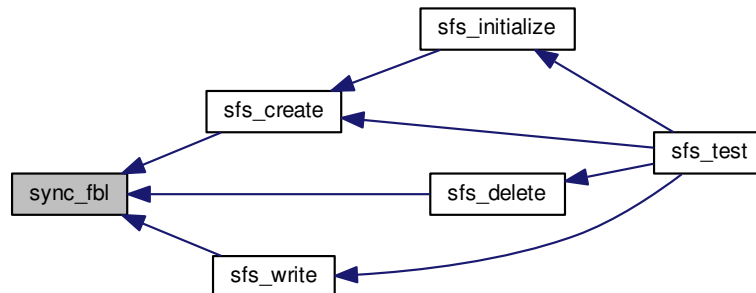 sfs_initialize
sfs_create
sfs_test
sync_fbl
sfs_delete
sfs_write